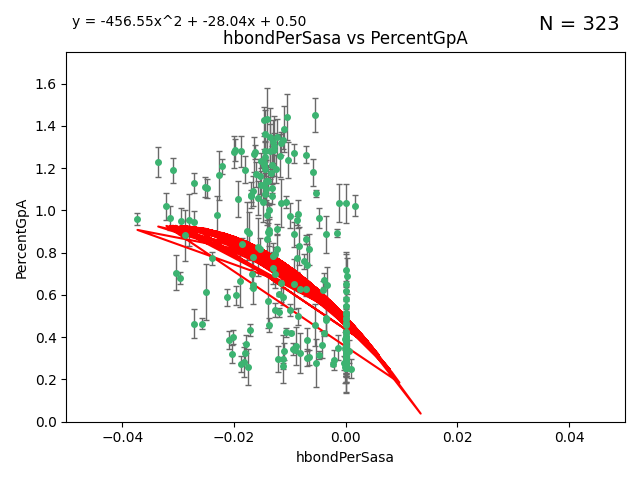 y = -456.55x^2 + -28.04x + 0.50
N = 323
hbondPerSasa vs PercentGpA
1.6
1.4
1.2
1.0
0.8
0.6
0.4
0.2
0.0
PercentGpA
−0.04 −0.02 0.00 0.02 0.04
hbondPerSasa